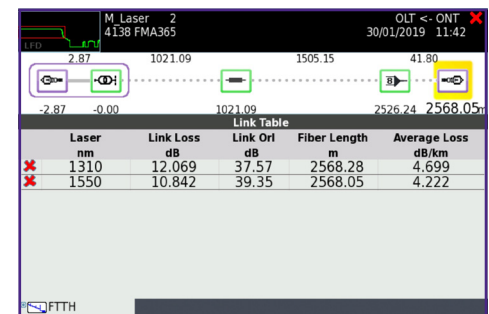 M_Laser 2 OLT <- ONT
4138 FMA365 30/01/2019 11:42
LFD
2.87 1021.09 1505.15 41.80
-2.87 -0.00 1021.09 2526.24 2568.05m
Link Table
Laser Link Loss Link Orl Fiber Length Average Loss
nm dB dB m dB/km
1310 12.069 37.57 2568.28 4.699
1550 10.842 39.35 2568.05 4.222
FTTH